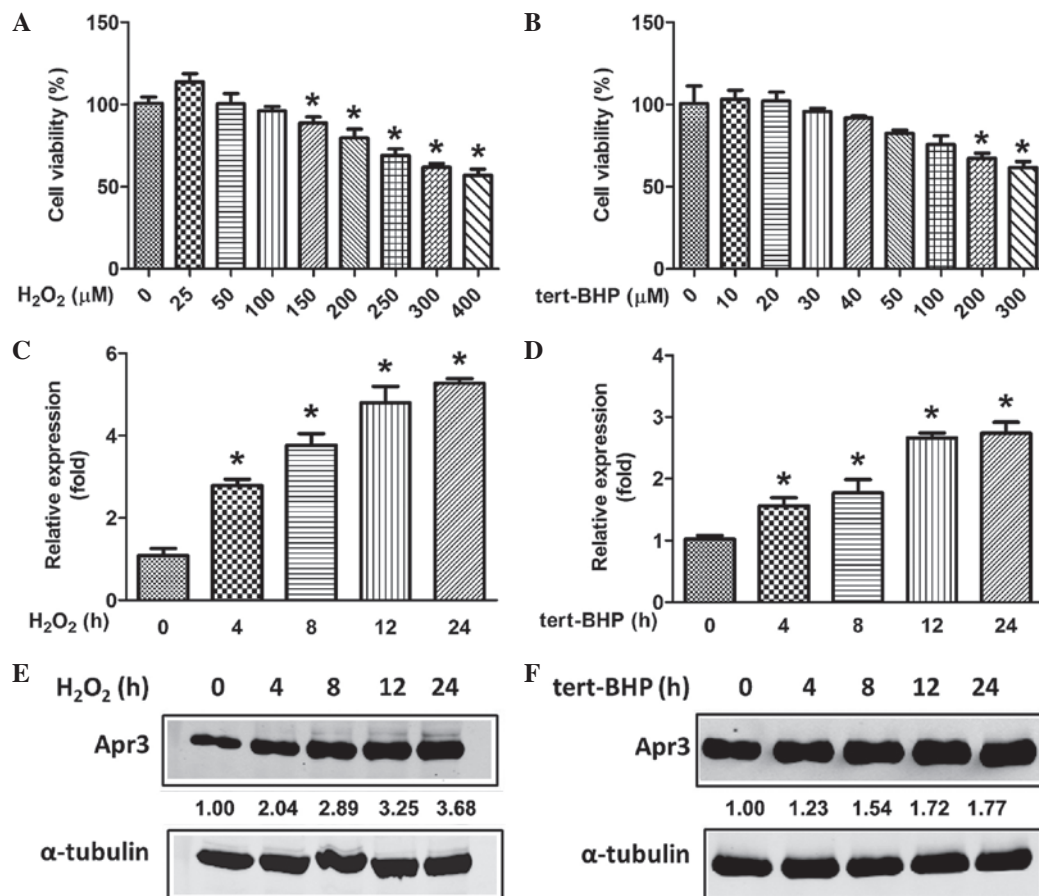 A
150
100
50
0
Cell viability (%)
* * * * *
H₂O₂ (μM) 0 25 50 100 150 200 250 300 400
B
150
100
50
0
Cell viability (%)
* *
tert-BHP (μM) 0 10 20 30 40 50 100 200 300
C
6
4
2
0
Relative expression
(fold)
* * * *
H₂O₂ (h) 0 4 8 12 24
D
4
3
2
1
0
Relative expression
(fold)
* * * *
tert-BHP (h) 0 4 8 12 24
E
H₂O₂ (h) 0 4 8 12 24
Apr3
1.00 2.04 2.89 3.25 3.68
α-tubulin
F
tert-BHP (h) 0 4 8 12 24
Apr3
1.00 1.23 1.54 1.72 1.77
α-tubulin